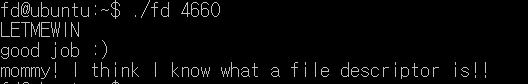 fd@ubuntu:~$ ./fd 4660
LETMEWIN
good job :)
mommy! I think I know what a file descriptor is!!